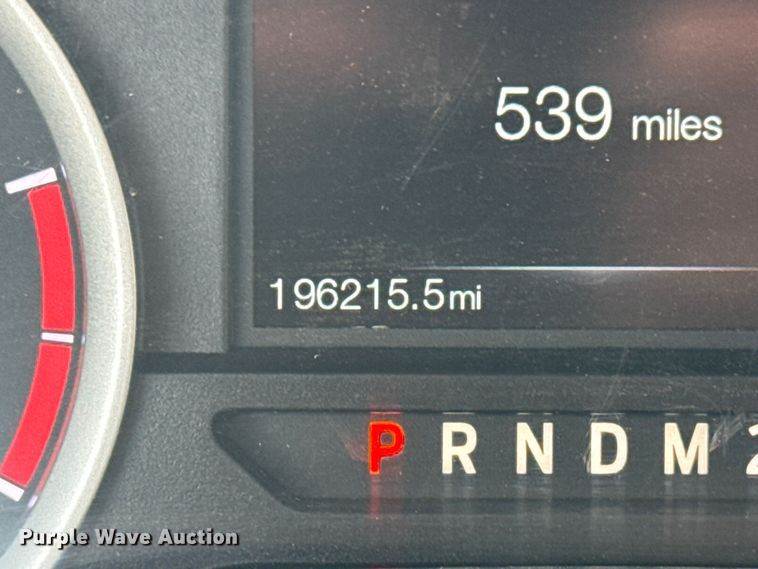 539 miles
196215.5mi
P R N D M
Purple Wave Auction